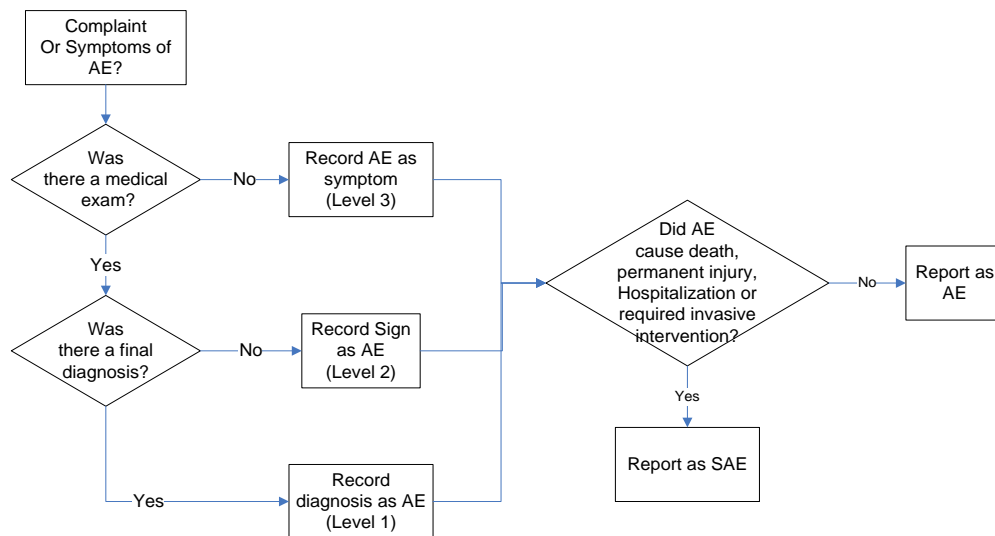 Complaint
Or Symptoms of
AE?
Was
there a medical
exam?
No
Record AE as
symptom
(Level 3)
Yes
Was
there a final
diagnosis?
No
Record Sign
as AE
(Level 2)
Yes
Record
diagnosis as AE
(Level 1)
Did AE
cause death,
permanent injury,
Hospitalization or
required invasive
intervention?
No
Report as
AE
Yes
Report as SAE